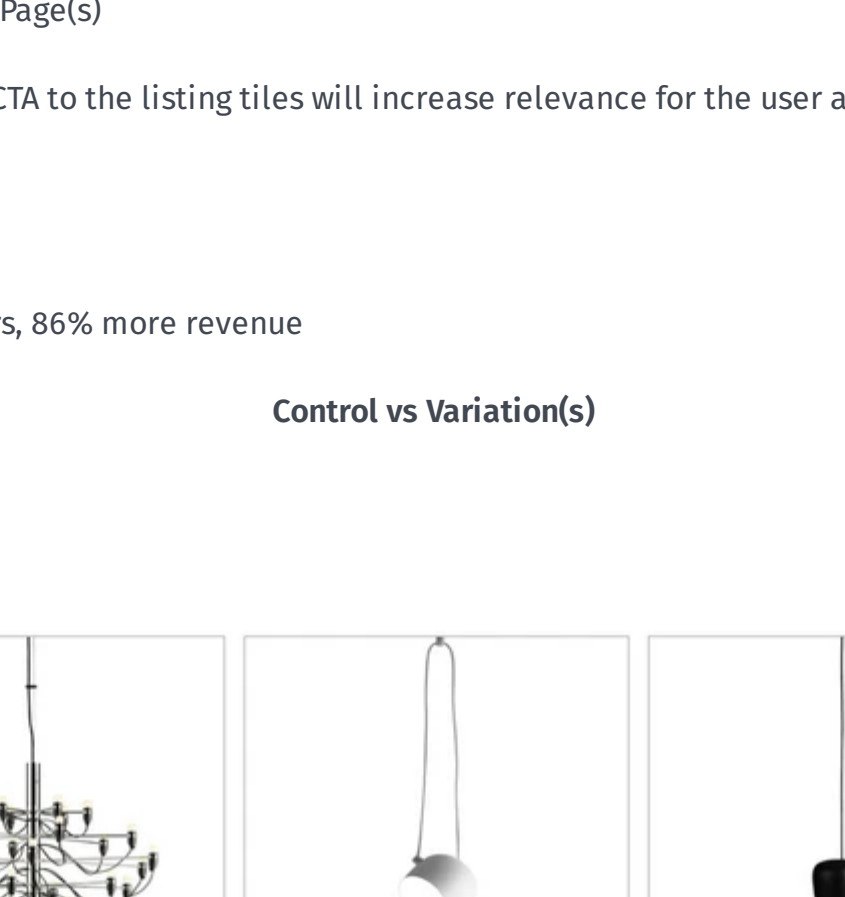 Page(s)
CTA to the listing tiles will increase relevance for the user a
86% more revenue
Control vs Variation(s)